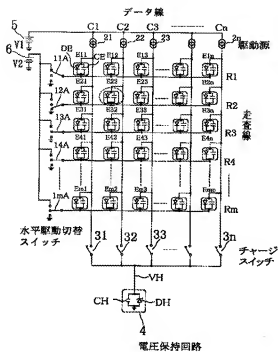 データ線
C1 C2 C3 Cn
5
V1
6
V2
21 22 23 2n
駆動源
DE CE
E11 E12 E13 E1n
11A R1
E21 E22 E23 E2n
12A R2
E31 E32 E33 E3n
13A R3
走査線
E41 E42 E43 E4n
14A R4
Em1 Em2 Em3 Emn
1mA Rm
水平駆動切替
スイッチ
31 32 33 3n
チャージ
スイッチ
VH
CH DH
4
電圧保持回路